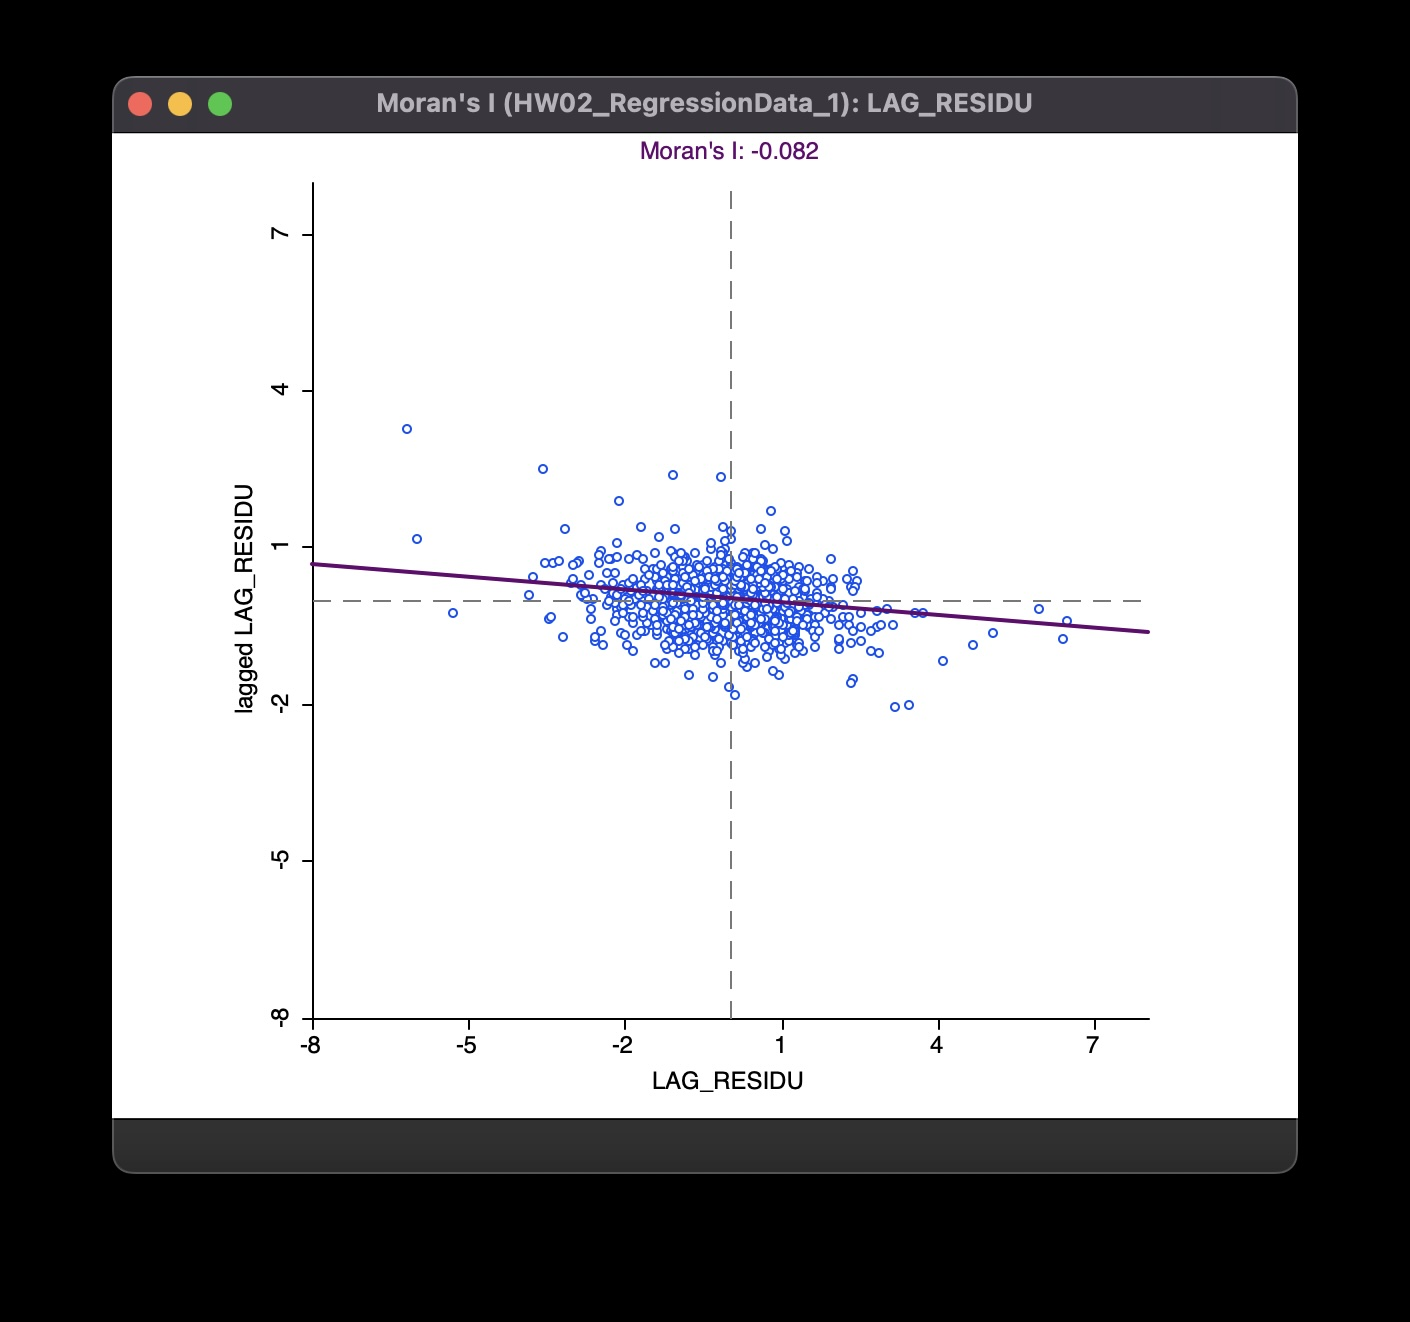 Moran's I (HW02_RegressionData_1): LAG_RESIDU
Moran's I: -0.082
7
4
1
-2
-5
-8
lagged LAG_RESIDU
-8 -5 -2 1 4 7
LAG_RESIDU